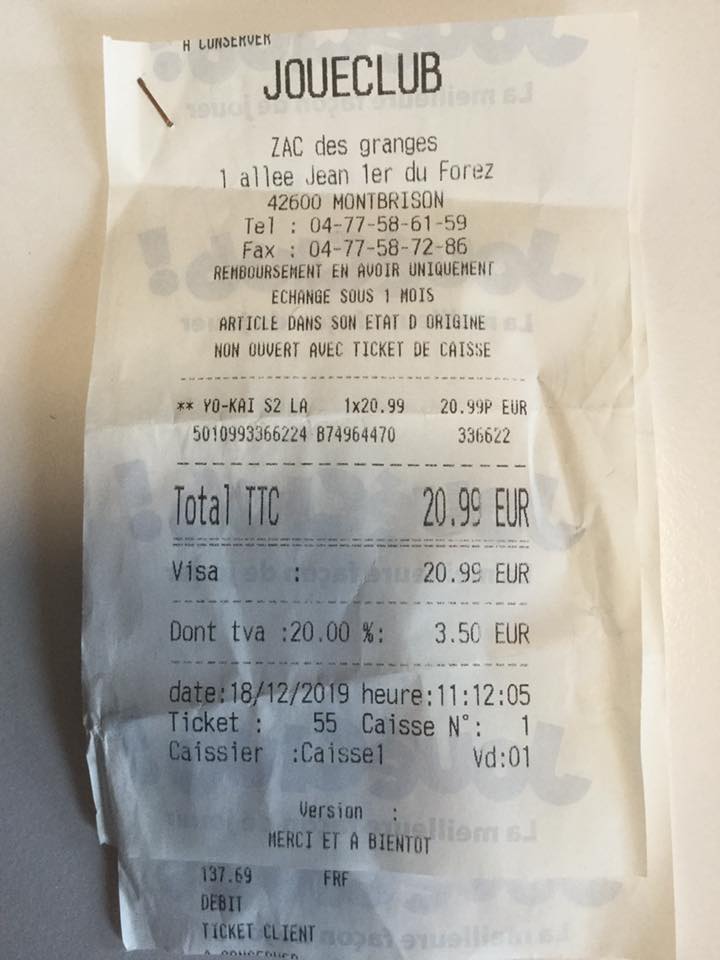 A CONSERVER
JOUECLUB
ZAC des granges
1 allee Jean 1er du Forez
42600 MONTBRISON
Tel : 04-77-58-61-59
Fax : 04-77-58-72-86
REMBOURSEMENT EN AVOIR UNIQUEMENT
ECHANGE SOUS 1 MOIS
ARTICLE DANS SON ETAT D ORIGINE
NON OUVERT AVEC TICKET DE CAISSE
** YO-KAI S2 LA 1x20.99 20.99P EUR
5010993366224 B74964470 336622
Total TTC 20.99 EUR
Visa : 20.99 EUR
Dont tva :20.00 %: 3.50 EUR
date:18/12/2019 heure:11:12:05
Ticket : 55 Caisse N°: 1
Caissier :Caisse1 Vd:01
Version :
MERCI ET A BIENTOT
137.69 FRF
DEBIT
TICKET CLIENT
A CONSERVER